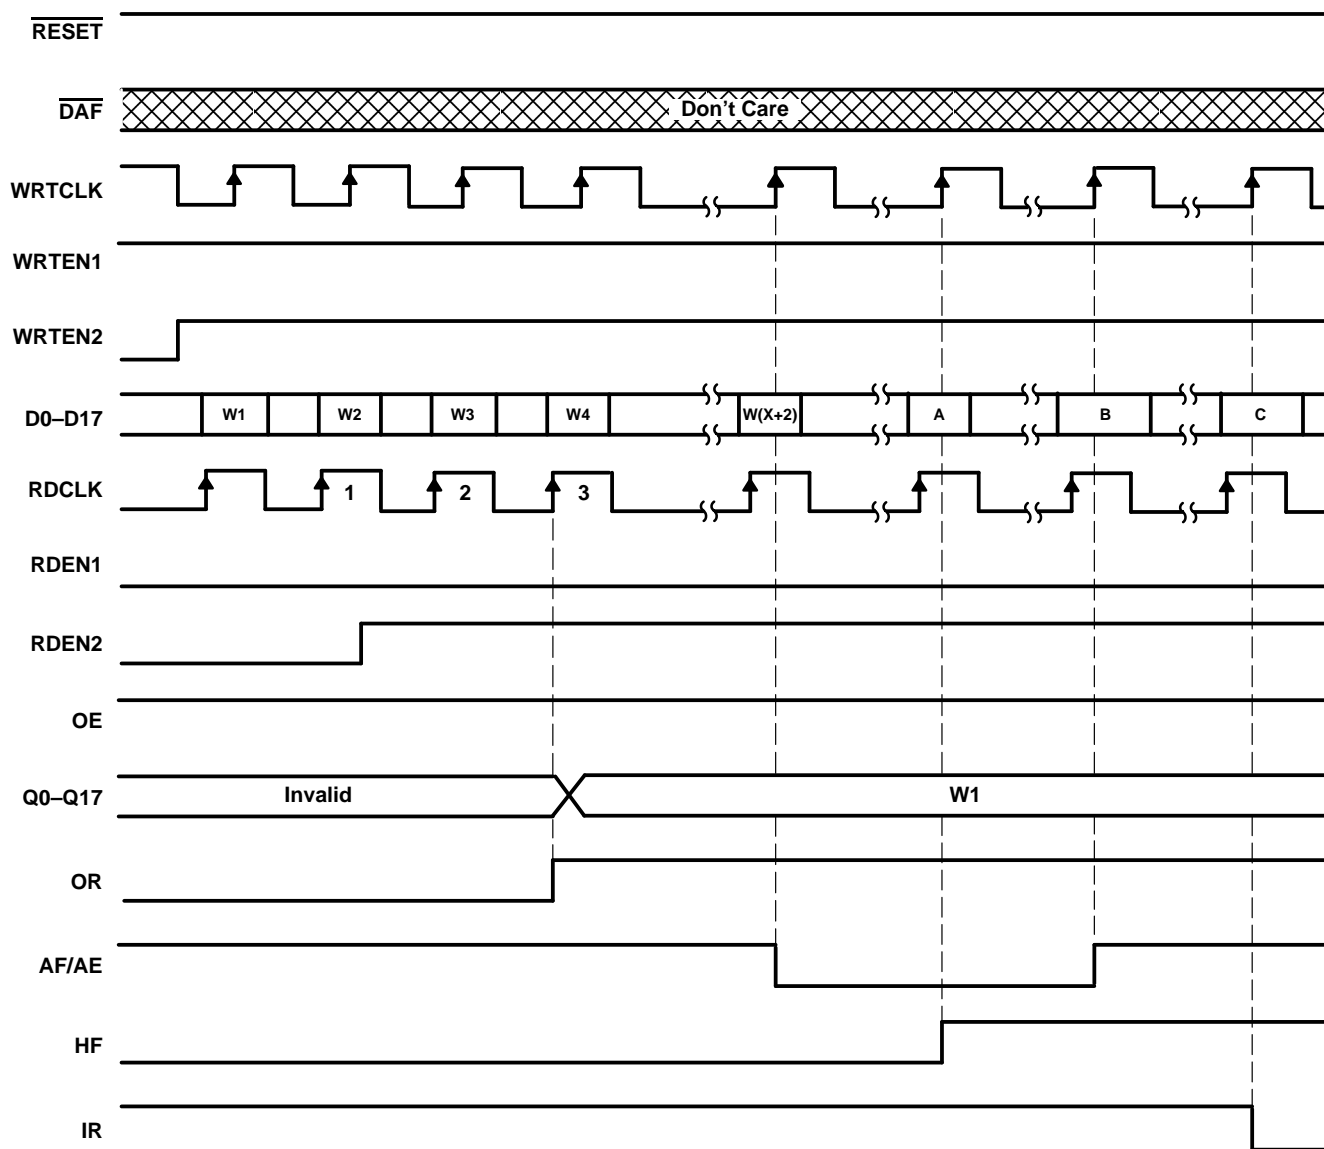 RESET
DAF
Don't Care
WRTCLK
WRTEN1
WRTEN2
D0–D17 W1 W2 W3 W4 W(X+2) A B C
RDCLK 1 2 3
RDEN1
RDEN2
OE
Q0–Q17 Invalid W1
OR
AF/AE
HF
IR